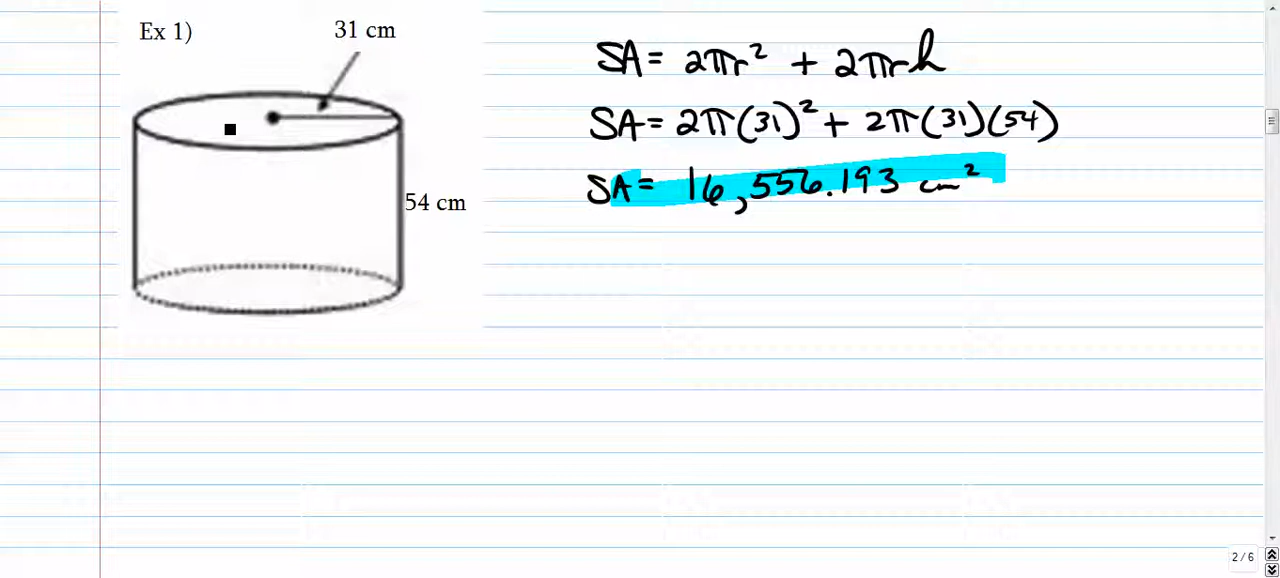 Ex 1)
31 cm
54 cm
SA = 2πr² + 2πrh
SA = 2π(31)² + 2π(31)(54)
SA = 16,556.193 cm²
2 / 6